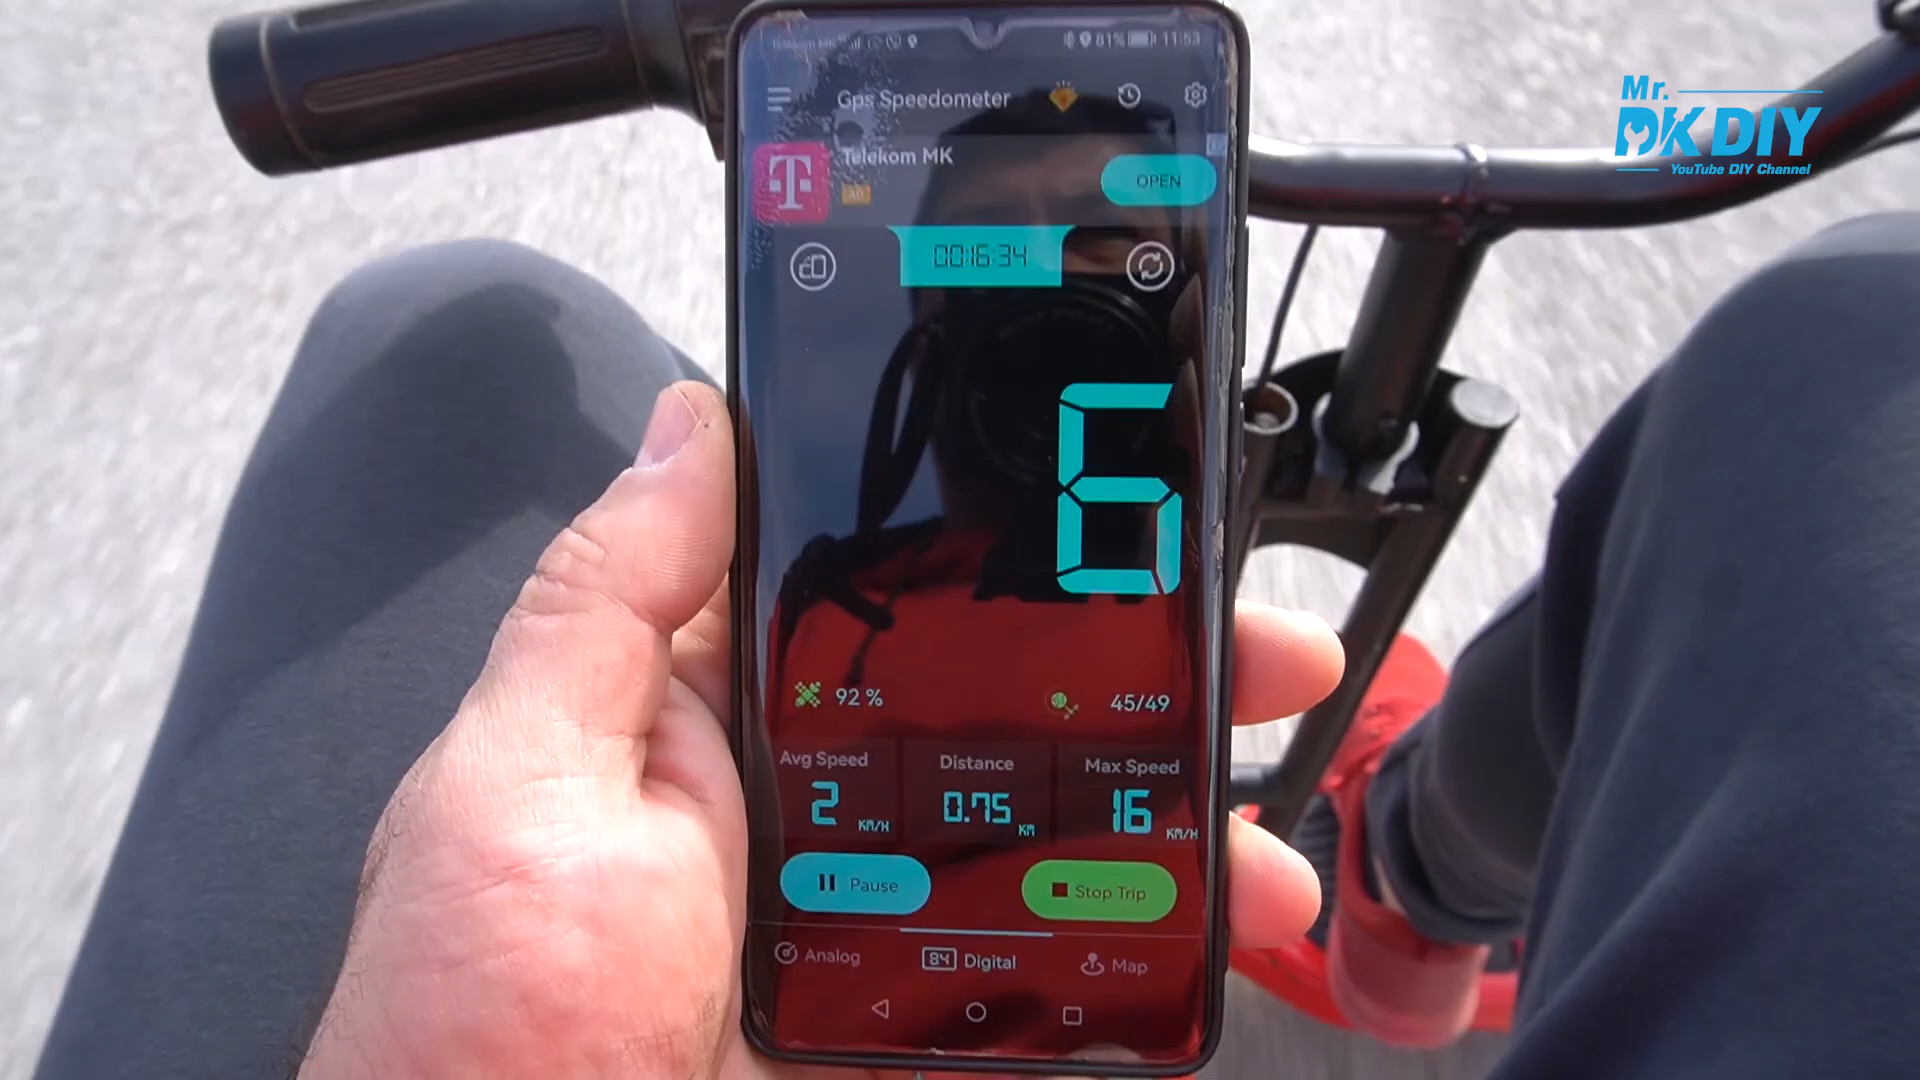 Mr.
DK DIY
YouTube DIY Channel
81% 11:53
Gps Speedometer
Telekom MK
AD
OPEN
T
00:16:34
6
92 %
45/49
Avg Speed
Distance
Max Speed
2 KM/H
0.75 KM
16 KM/H
Pause
Stop Trip
Analog
84 Digital
Map